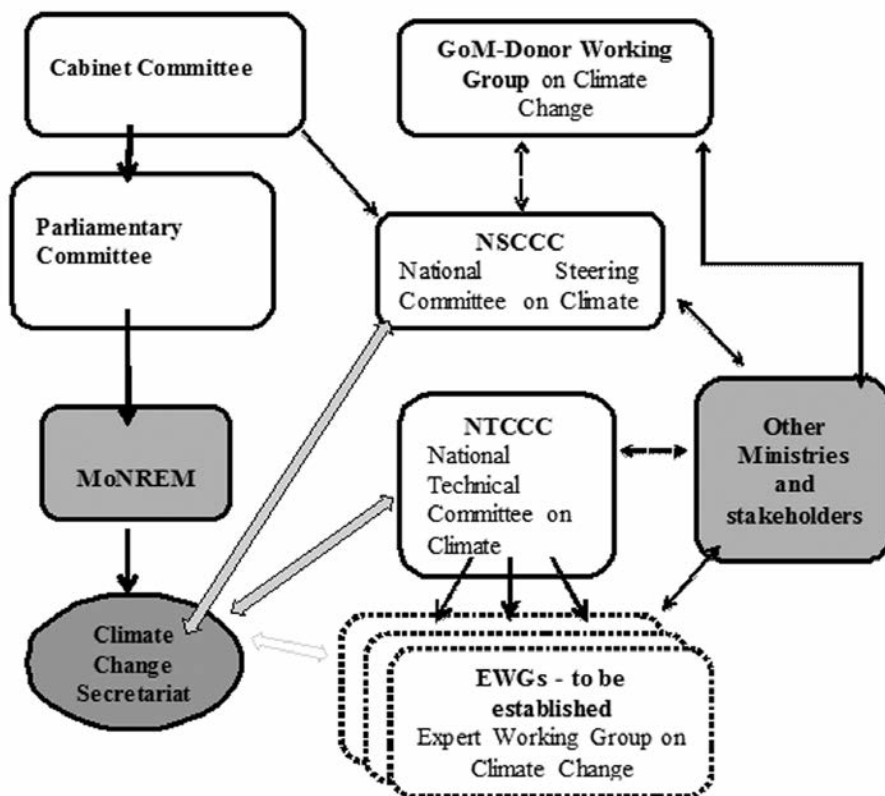 Cabinet Committee
GoM-Donor Working
Group on Climate
Change
Parliamentary
Committee
NSCCC
National Steering
Committee on Climate
MoNREM
NTCCC
National
Technical
Committee on
Climate
Other
Ministries
and
stakeholders
Climate
Change
Secretariat
EWGs - to be
established
Expert Working Group on
Climate Change